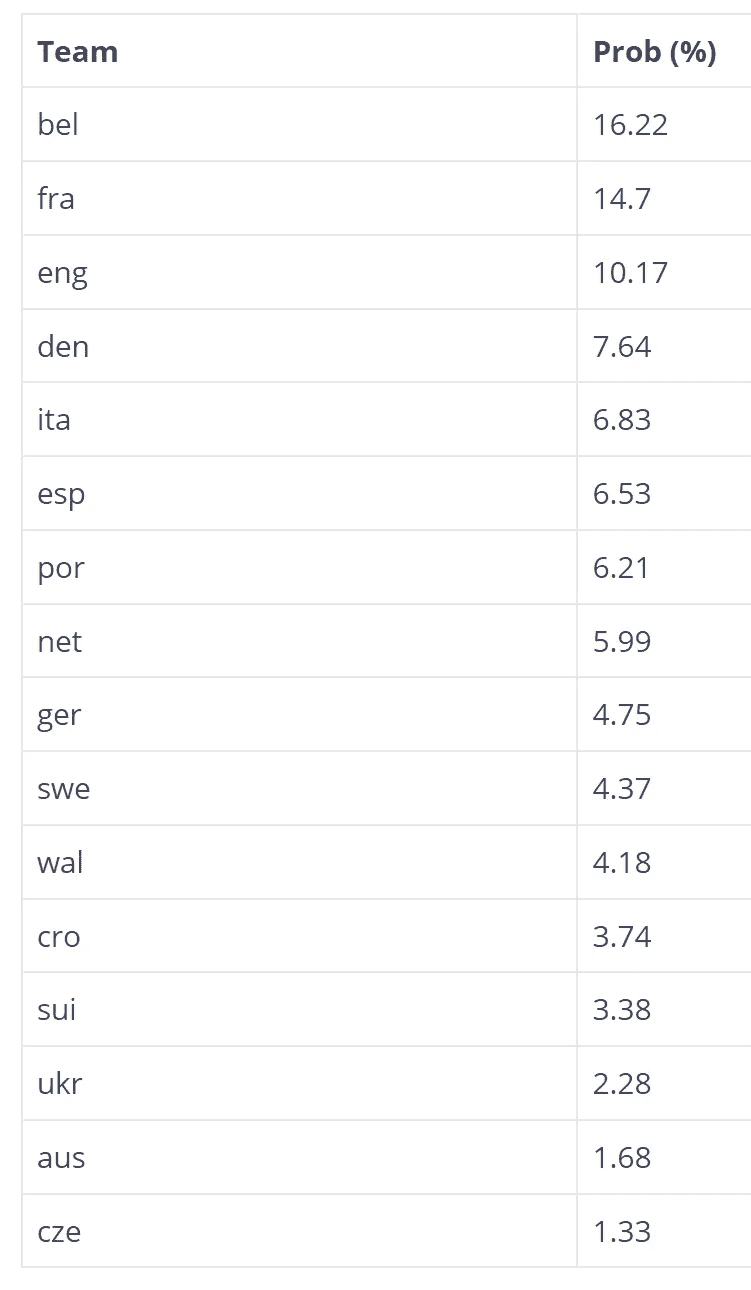 Team Prob (%)
bel 16.22
fra 14.7
eng 10.17
den 7.64
ita 6.83
esp 6.53
por 6.21
net 5.99
ger 4.75
swe 4.37
wal 4.18
cro 3.74
sui 3.38
ukr 2.28
aus 1.68
cze 1.33